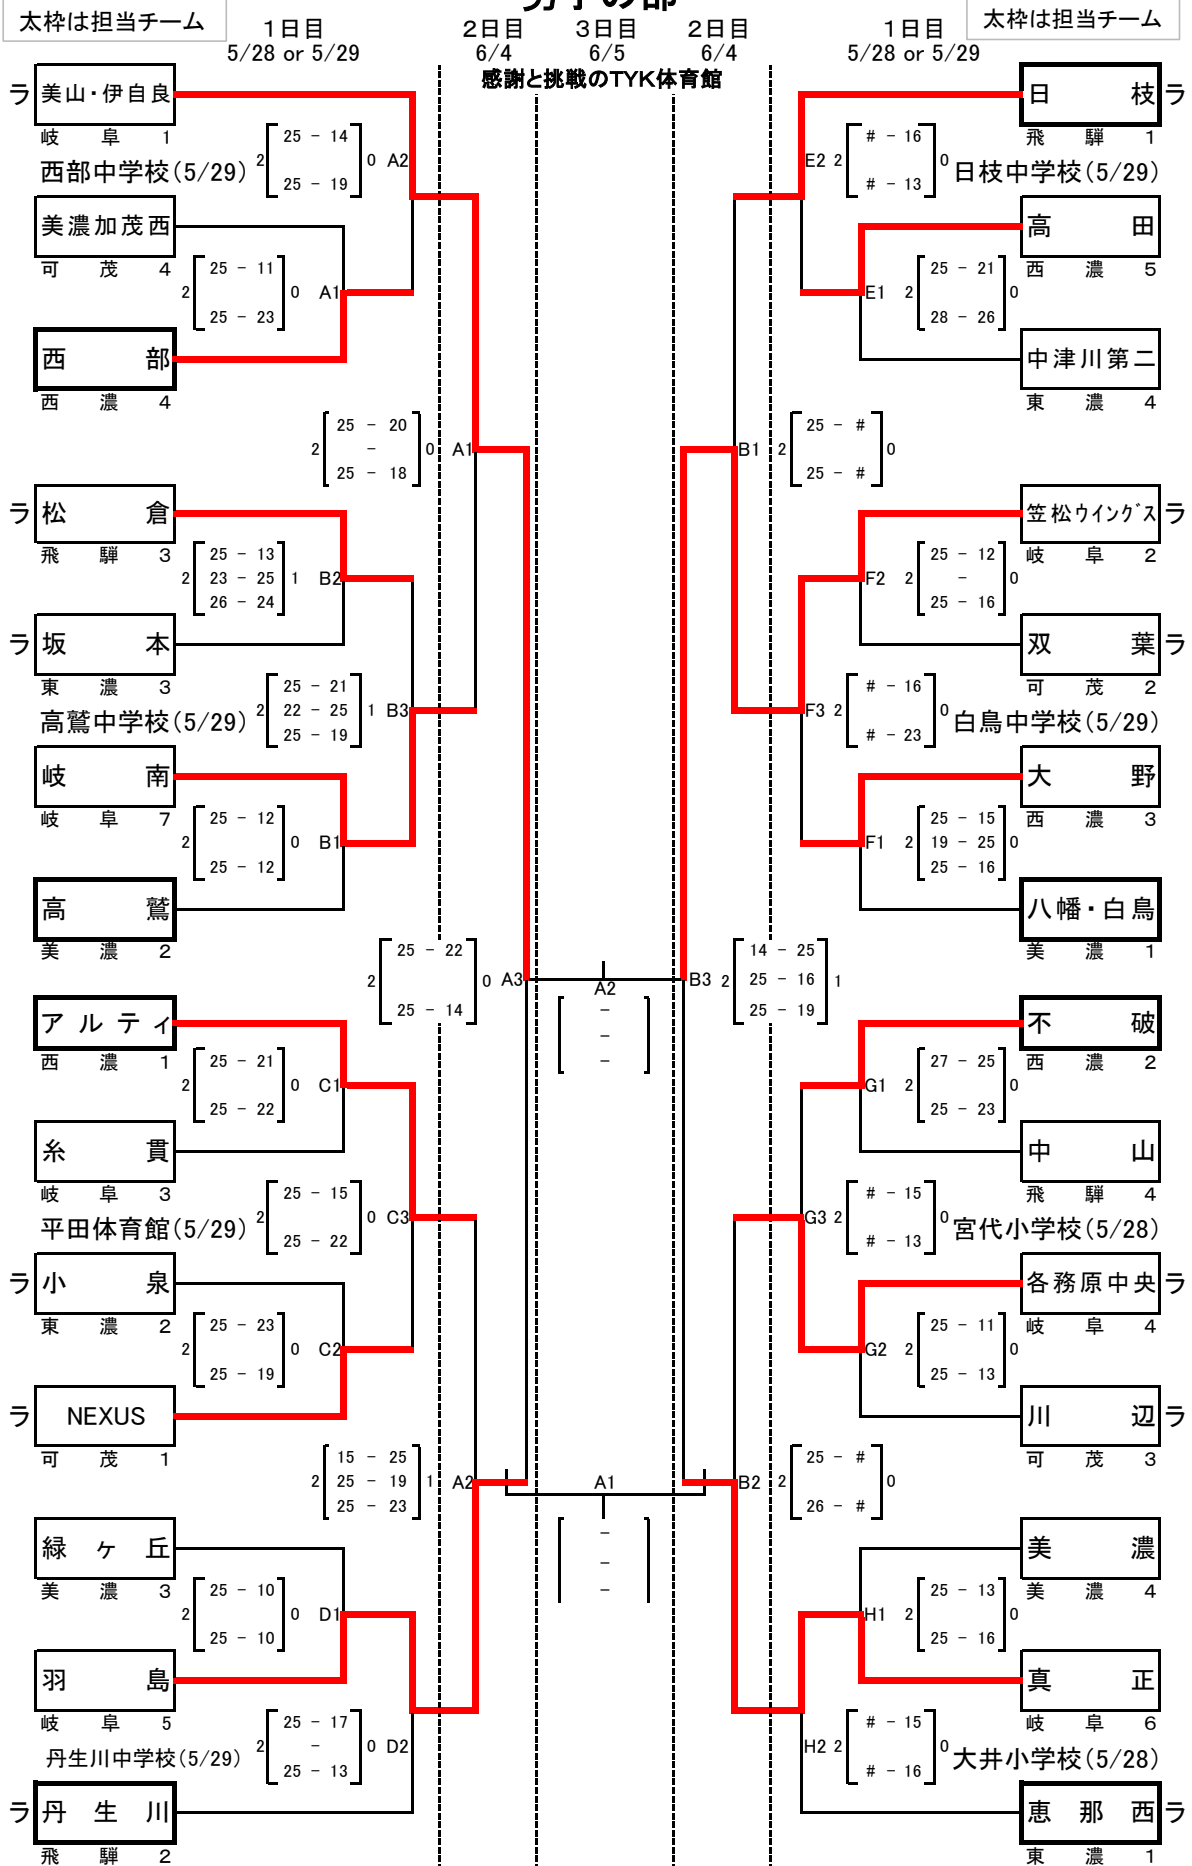 男子の部
太枠は担当チーム
1日目
5/28 or 5/29
2日目
6/4
3日目
6/5
2日目
6/4
1日目
5/28 or 5/29
太枠は担当チーム
感謝と挑戦のTYK体育館
ラ 美山・伊自良
岐阜1
25 - 14
2 0 A2
25 - 19
西部中学校(5/29)
美濃加茂西
可茂4
25 - 11
2 0 A1
25 - 23
西部
西濃4
25 - 20
2 - 0 A1
25 - 18
ラ 松倉
飛騨3
25 - 13
2 23 - 25 1 B2
26 - 24
ラ 坂本
東濃3
25 - 21
2 22 - 25 1 B3
25 - 19
高鷲中学校(5/29)
岐南
岐阜7
25 - 12
2 0 B1
25 - 12
高鷲
美濃2
25 - 22
2 0 A3
25 - 14
アルティ
西濃1
25 - 21
2 0 C1
25 - 22
糸貫
岐阜3
25 - 15
2 0 C3
25 - 22
平田体育館(5/29)
ラ 小泉
東濃2
25 - 23
2 0 C2
25 - 19
ラ NEXUS
可茂1
15 - 25
2 25 - 19 1 A2
25 - 23
緑ヶ丘
美濃3
25 - 10
2 0 D1
25 - 10
羽島
岐阜5
25 - 17
2 - 0 D2
25 - 13
丹生川中学校(5/29)
ラ 丹生川
飛騨2
A2
-
-
-
A1
-
-
-
日枝 ラ
飛騨1
# - 16
E2 2 0
# - 13
日枝中学校(5/29)
高田
西濃5
25 - 21
E1 2 0
28 - 26
中津川第二
東濃4
25 - #
B1 2 0
25 - #
笠松ウイングス ラ
岐阜2
25 - 12
F2 2 - 0
25 - 16
双葉 ラ
可茂2
# - 16
F3 2 0
# - 23
白鳥中学校(5/29)
大野
西濃3
25 - 15
F1 2 19 - 25 0
25 - 16
八幡・白鳥
美濃1
14 - 25
B3 2 25 - 16 1
25 - 19
不破
西濃2
27 - 25
G1 2 0
25 - 23
中山
飛騨4
# - 15
G3 2 0
# - 13
宮代小学校(5/28)
各務原中央 ラ
岐阜4
25 - 11
G2 2 0
25 - 13
川辺 ラ
可茂3
25 - #
B2 2 0
26 - #
美濃
美濃4
25 - 13
H1 2 0
25 - 16
真正
岐阜6
# - 15
H2 2 0
# - 16
大井小学校(5/28)
恵那西 ラ
東濃1